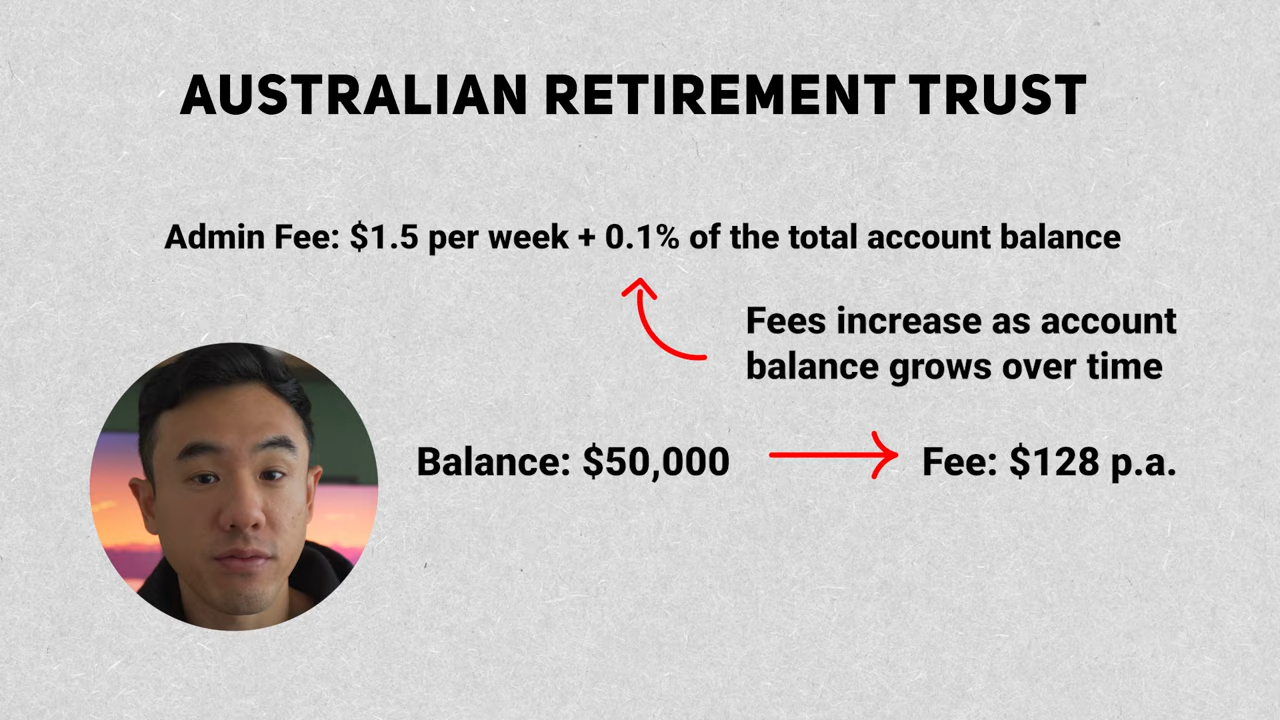 AUSTRALIAN RETIREMENT TRUST
Admin Fee: $1.5 per week + 0.1% of the total account balance
Fees increase as account
balance grows over time
Balance: $50,000
Fee: $128 p.a.